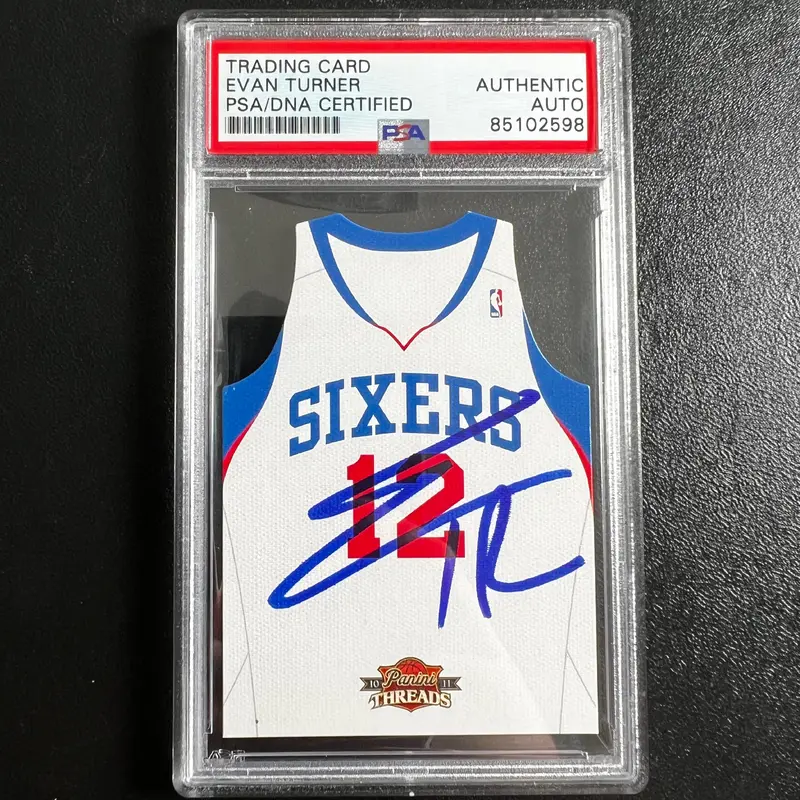 TRADING CARD
EVAN TURNER
PSA/DNA CERTIFIED
AUTHENTIC
AUTO
85102598
PSA
SIXERS
12
10 Panini 11
THREADS